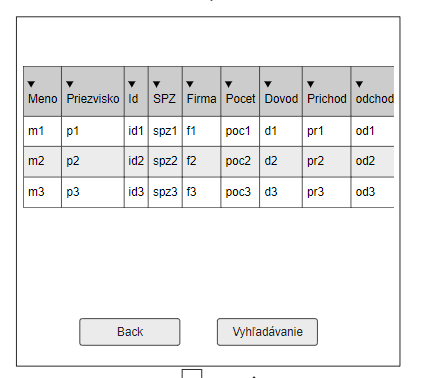 Meno Priezvisko Id SPZ Firma Pocet Dovod Prichod odchod
m1 p1 id1 spz1 f1 poc1 d1 pr1 od1
m2 p2 id2 spz2 f2 poc2 d2 pr2 od2
m3 p3 id3 spz3 f3 poc3 d3 pr3 od3
Back Vyhľadávanie